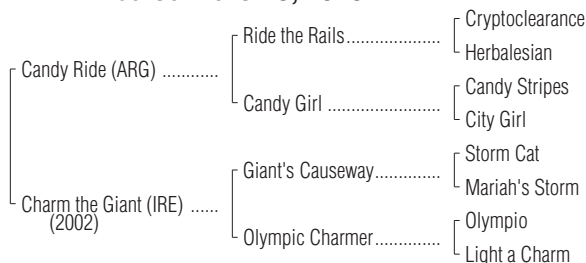 Cryptoclearance
Ride the Rails
Herbalesian
Candy Ride (ARG)
Candy Stripes
Candy Girl
City Girl
Storm Cat
Giant's Causeway
Mariah's Storm
Charm the Giant (IRE)
(2002)
Olympio
Olympic Charmer
Light a Charm